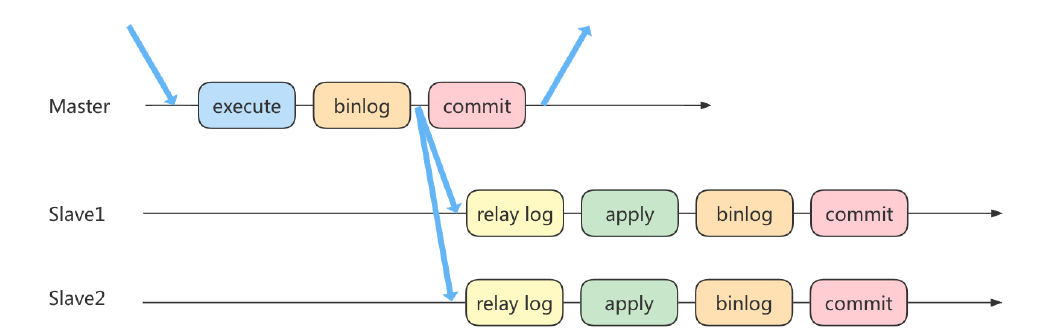 Master execute binlog commit
Slave1 relay log apply binlog commit
Slave2 relay log apply binlog commit